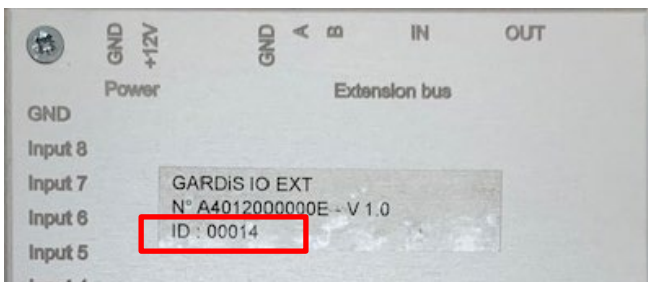 GND +12V GND A B IN OUT
Power Extension bus
GND
Input 8
Input 7
GARDiS IO EXT
N° A4012000000E - V 1.0
Input 6
ID : 00014
Input 5